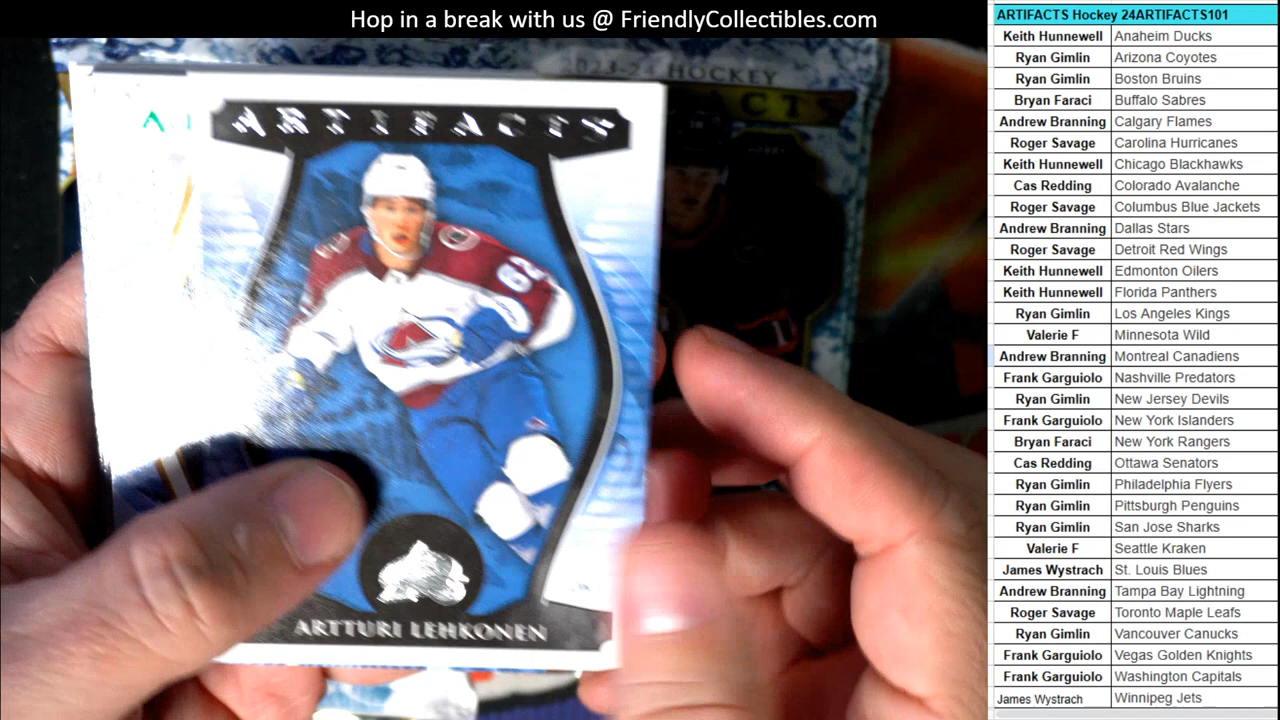 Hop in a break with us @ FriendlyCollectibles.com
HOCKEY
ARTIFACTS
62
ARTTURI LEHKONEN
ARTIFACTS Hockey 24ARTIFACTS101
Keith Hunnewell Anaheim Ducks
Ryan Gimlin Arizona Coyotes
Ryan Gimlin Boston Bruins
Bryan Faraci Buffalo Sabres
Andrew Branning Calgary Flames
Roger Savage Carolina Hurricanes
Keith Hunnewell Chicago Blackhawks
Cas Redding Colorado Avalanche
Roger Savage Columbus Blue Jackets
Andrew Branning Dallas Stars
Roger Savage Detroit Red Wings
Keith Hunnewell Edmonton Oilers
Keith Hunnewell Florida Panthers
Ryan Gimlin Los Angeles Kings
Valerie F Minnesota Wild
Andrew Branning Montreal Canadiens
Frank Garguiolo Nashville Predators
Ryan Gimlin New Jersey Devils
Frank Garguiolo New York Islanders
Bryan Faraci New York Rangers
Cas Redding Ottawa Senators
Ryan Gimlin Philadelphia Flyers
Ryan Gimlin Pittsburgh Penguins
Ryan Gimlin San Jose Sharks
Valerie F Seattle Kraken
James Wystrach St. Louis Blues
Andrew Branning Tampa Bay Lightning
Roger Savage Toronto Maple Leafs
Ryan Gimlin Vancouver Canucks
Frank Garguiolo Vegas Golden Knights
Frank Garguiolo Washington Capitals
James Wystrach Winnipeg Jets